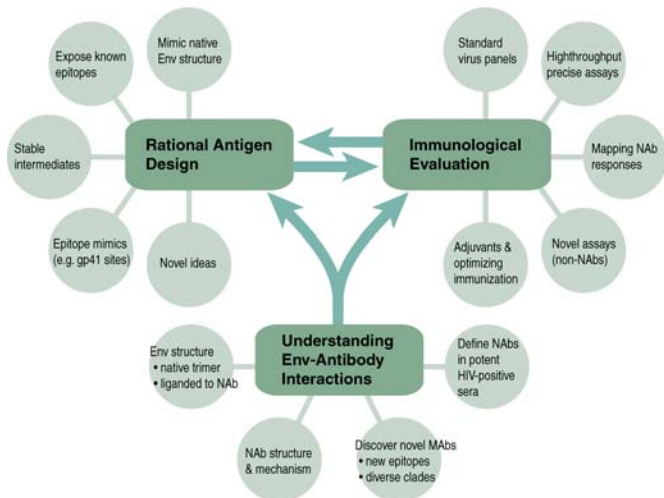 Expose known
epitopes
Mimic native
Env structure
Stable
intermediates
Rational Antigen
Design
Epitope mimics
(e.g. gp41 sites)
Novel ideas
Standard
virus panels
Highthroughput
precise assays
Immunological
Evaluation
Mapping NAb
responses
Adjuvants &
optimizing
immunization
Novel assays
(non-NAbs)
Understanding
Env-Antibody
Interactions
Env structure
• native trimer
• liganded to NAb
Define NAbs
in potent
HIV-positive
sera
NAb structure
& mechanism
Discover novel MAbs
• new epitopes
• diverse clades